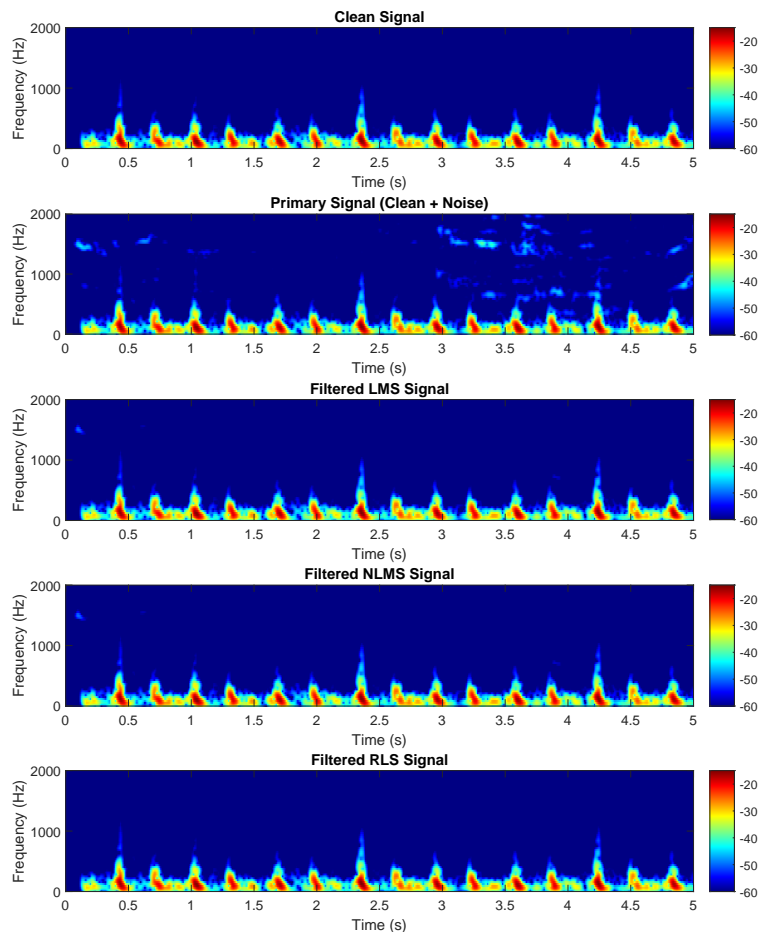 Clean Signal
2000
1000
0
Frequency (Hz)
0 0.5 1 1.5 2 2.5 3 3.5 4 4.5 5
Time (s)
-20
-30
-40
-50
-60
Primary Signal (Clean + Noise)
2000
1000
0
Frequency (Hz)
0 0.5 1 1.5 2 2.5 3 3.5 4 4.5 5
Time (s)
-20
-30
-40
-50
-60
Filtered LMS Signal
2000
1000
0
Frequency (Hz)
0 0.5 1 1.5 2 2.5 3 3.5 4 4.5 5
Time (s)
-20
-30
-40
-50
-60
Filtered NLMS Signal
2000
1000
0
Frequency (Hz)
0 0.5 1 1.5 2 2.5 3 3.5 4 4.5 5
Time (s)
-20
-30
-40
-50
-60
Filtered RLS Signal
2000
1000
0
Frequency (Hz)
0 0.5 1 1.5 2 2.5 3 3.5 4 4.5 5
Time (s)
-20
-30
-40
-50
-60